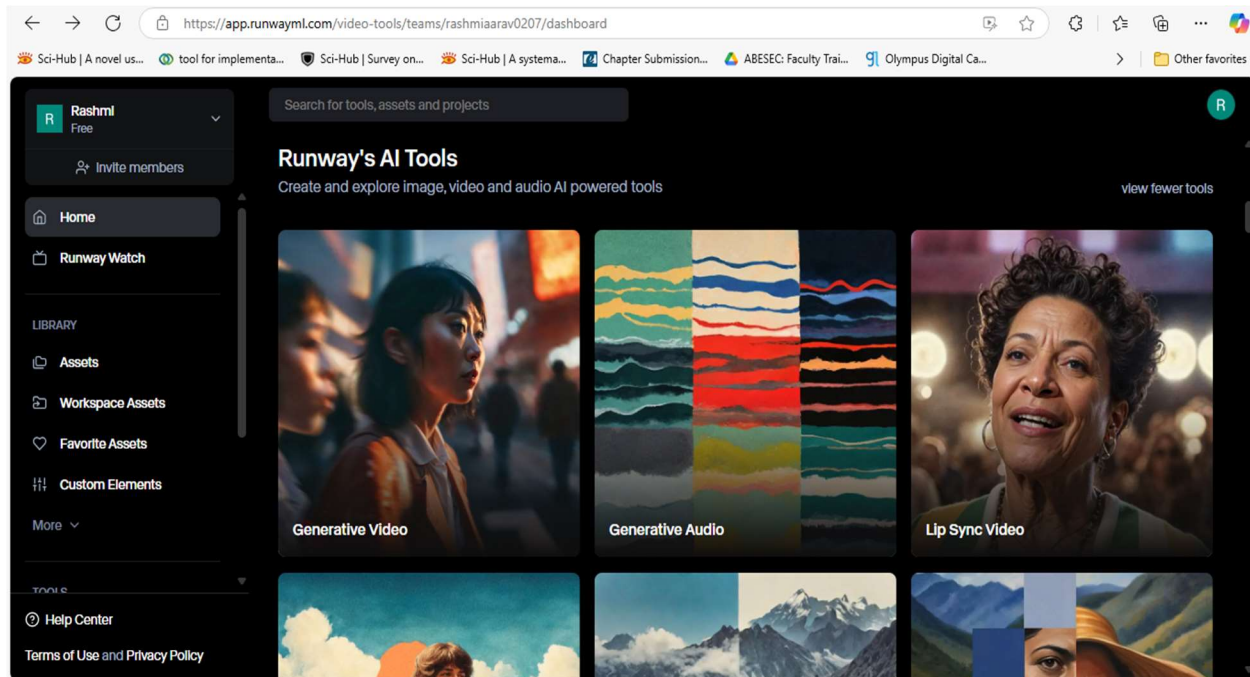 https://app.runwayml.com/video-tools/teams/rashmiaarav0207/dashboard
Sci-Hub | A novel us... tool for implementa... Sci-Hub | Survey on... Sci-Hub | A systema... Chapter Submission... ABESEC: Faculty Trai... Olympus Digital Ca... Other favorites
R Rashmi
Free
Search for tools, assets and projects
R
Invite members
Runway's AI Tools
Create and explore image, video and audio AI powered tools
view fewer tools
Home
Runway Watch
LIBRARY
Assets
Workspace Assets
Favorite Assets
Custom Elements
More
TOOLS
Help Center
Terms of Use and Privacy Policy
Generative Video
Generative Audio
Lip Sync Video